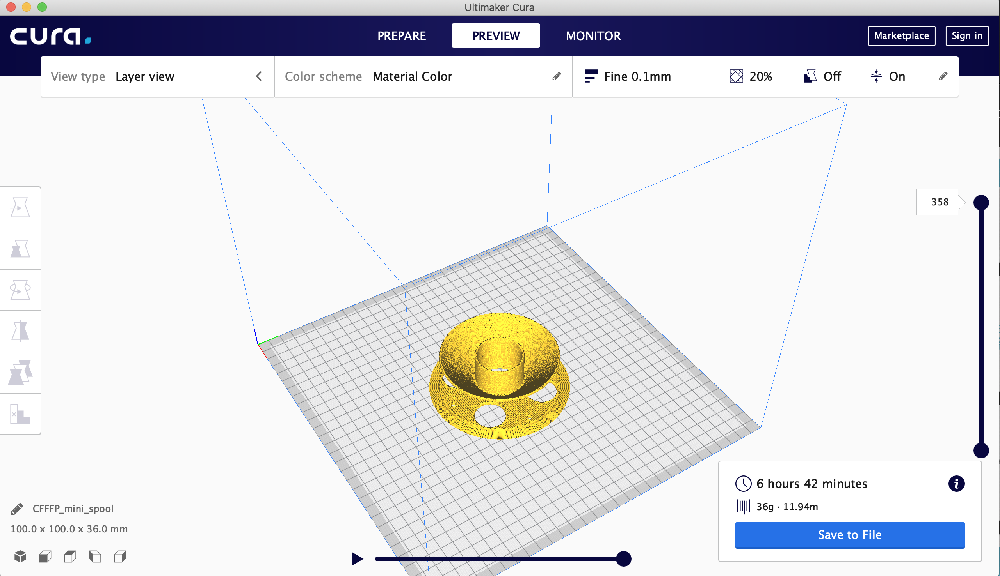 Ultimaker Cura
cura.
PREPARE PREVIEW MONITOR
Marketplace Sign in
View type Layer view Color scheme Material Color Fine 0.1mm 20% Off On
358
6 hours 42 minutes
36g · 11.94m
Save to File
CFFFP_mini_spool
100.0 x 100.0 x 36.0 mm